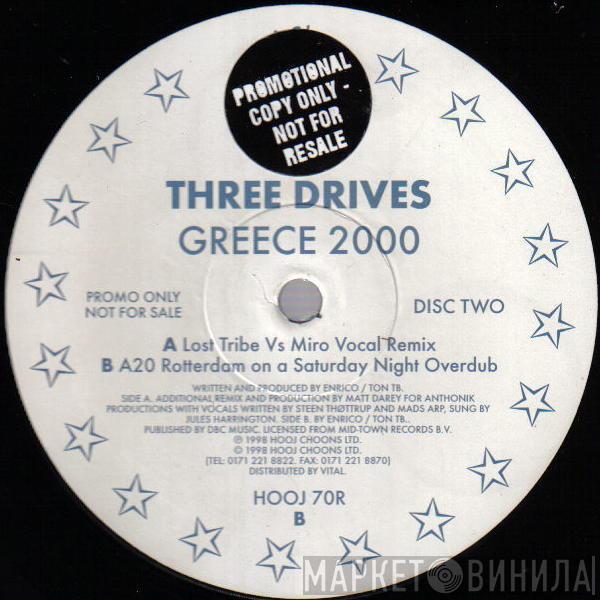 PROMOTIONAL
COPY ONLY -
NOT FOR
RESALE
THREE DRIVES
GREECE 2000
PROMO ONLY
NOT FOR SALE
DISC TWO
A Lost Tribe Vs Miro Vocal Remix
B A20 Rotterdam on a Saturday Night Overdub
WRITTEN AND PRODUCED BY ENRICO / TON TB.
SIDE A. ADDITIONAL REMIX AND PRODUCTION BY MATT DAREY FOR ANTHONIK
PRODUCTIONS WITH VOCALS WRITTEN BY STEEN THØTTRUP AND MADS ARP, SUNG BY
JULES HARRINGTON. SIDE B. BY ENRICO / TON TB..
PUBLISHED BY DBC MUSIC. LICENSED FROM MID-TOWN RECORDS B.V.
℗ 1998 HOOJ CHOONS LTD.
© 1998 HOOJ CHOONS LTD.
(TEL: 0171 221 8822. FAX: 0171 221 8870)
DISTRIBUTED BY VITAL.
HOOJ 70R
B
МАРКЕТ ВИНИЛА